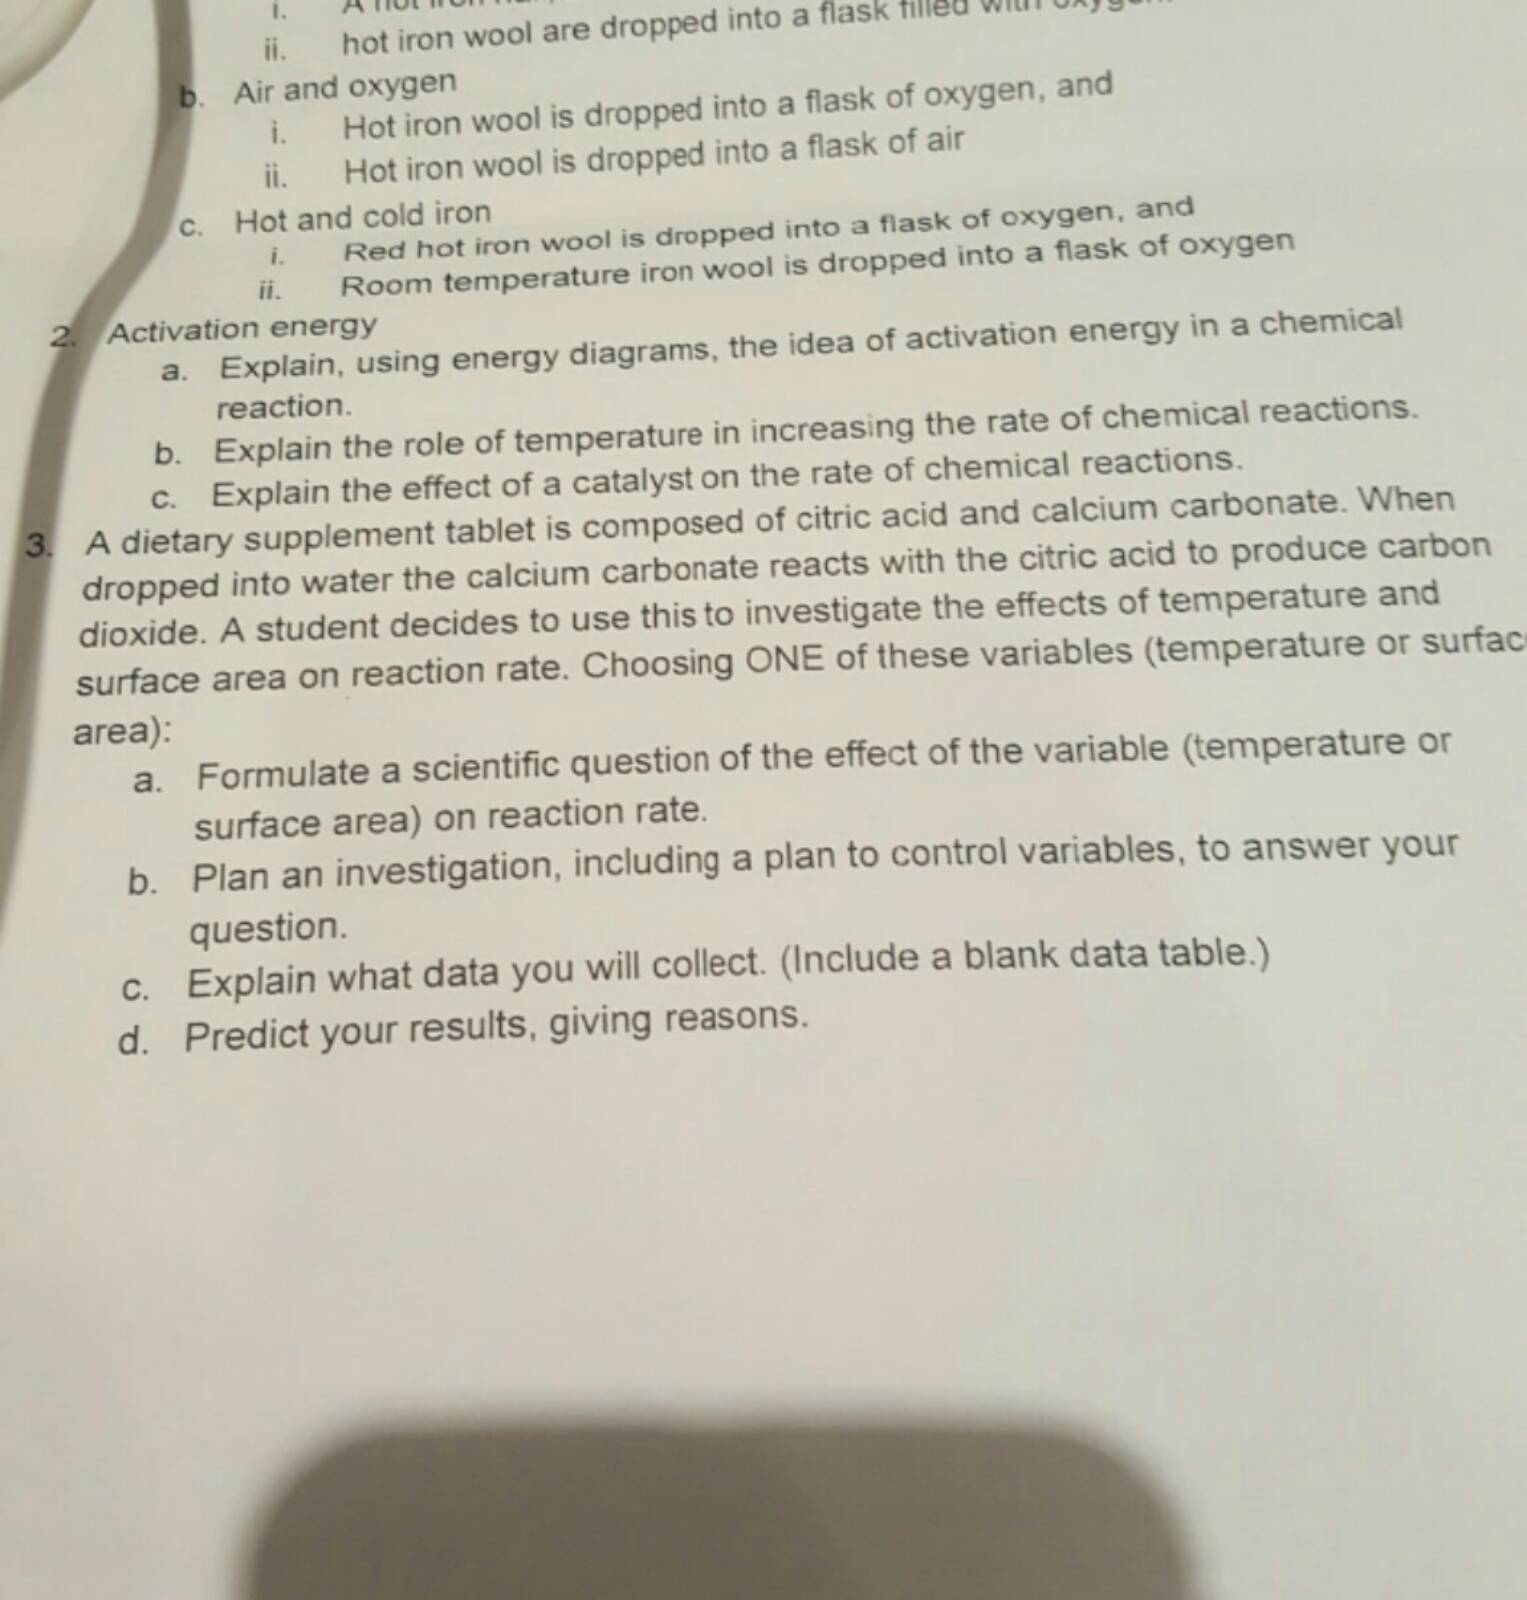 i. A hot iron
ii. hot iron wool are dropped into a flask filled with
b. Air and oxygen
i. Hot iron wool is dropped into a flask of oxygen, and
ii. Hot iron wool is dropped into a flask of air
c. Hot and cold iron
i. Red hot iron wool is dropped into a flask of oxygen, and
ii. Room temperature iron wool is dropped into a flask of oxygen
2. Activation energy
a. Explain, using energy diagrams, the idea of activation energy in a chemical
reaction.
b. Explain the role of temperature in increasing the rate of chemical reactions.
c. Explain the effect of a catalyst on the rate of chemical reactions.
3. A dietary supplement tablet is composed of citric acid and calcium carbonate. When
dropped into water the calcium carbonate reacts with the citric acid to produce carbon
dioxide. A student decides to use this to investigate the effects of temperature and
surface area on reaction rate. Choosing ONE of these variables (temperature or surfac
area):
a. Formulate a scientific question of the effect of the variable (temperature or
surface area) on reaction rate.
b. Plan an investigation, including a plan to control variables, to answer your
question.
c. Explain what data you will collect. (Include a blank data table.)
d. Predict your results, giving reasons.